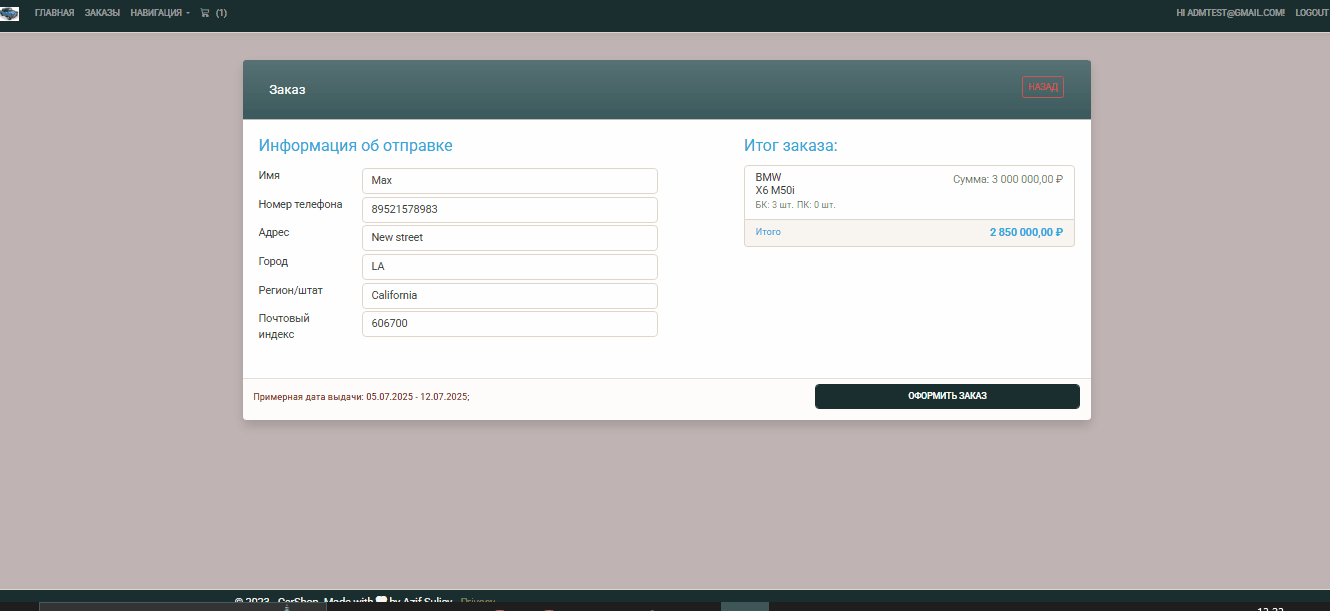 ГЛАВНАЯ ЗАКАЗЫ НАВИГАЦИЯ (1) HI ADMTEST@GMAIL.COM! LOGOUT
Заказ НАЗАД
Информация об отправке
Имя Max
Номер телефона 89521578983
Адрес New street
Город LA
Регион/штат California
Почтовый индекс 606700
Итог заказа:
BMW
X6 M50i
Сумма: 3 000 000,00 ₽
БК: 3 шт. ПК: 0 шт.
Итого 2 850 000,00 ₽
Примерная дата выдачи: 05.07.2025 - 12.07.2025;
ОФОРМИТЬ ЗАКАЗ
© 2023 - CarShop. Made with by Azif Suliev Privacy